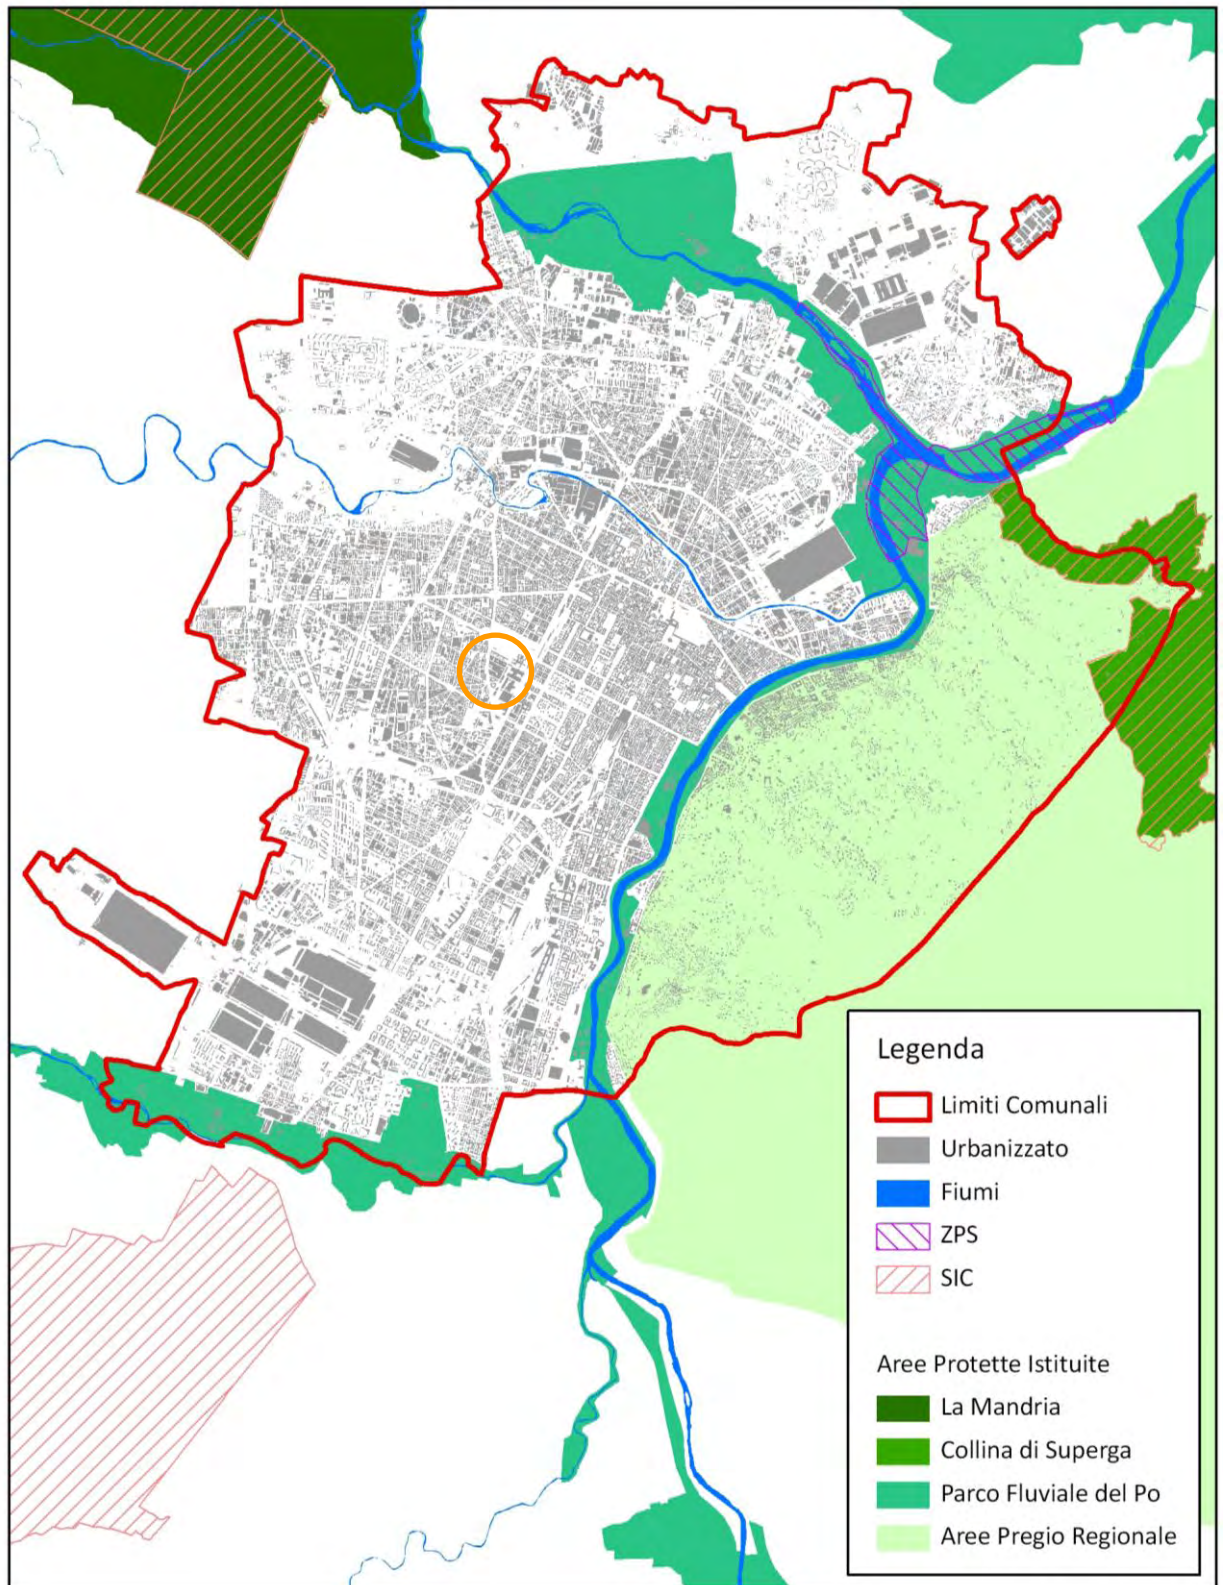 Legenda
Limiti Comunali
Urbanizzato
Fiumi
ZPS
SIC
Aree Protette Istituite
La Mandria
Collina di Superga
Parco Fluviale del Po
Aree Pregio Regionale